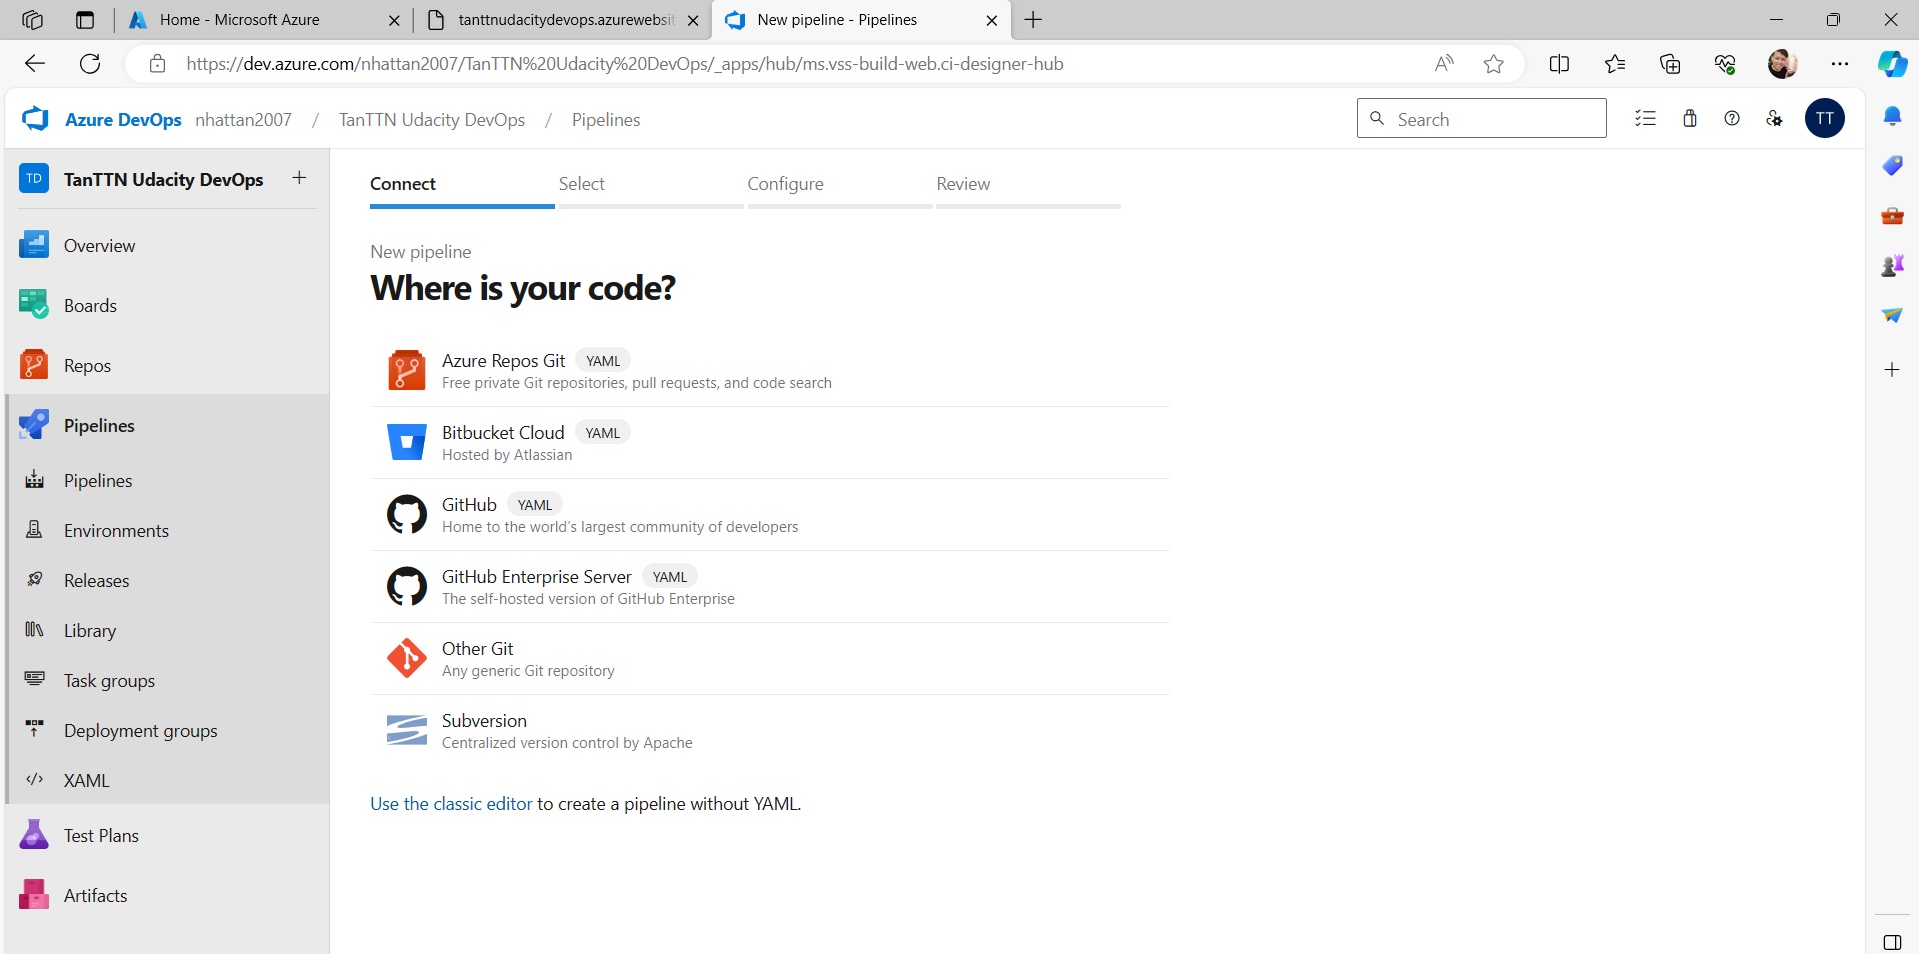 Home - Microsoft Azure
tanttnudacitydevops.azurewebsit
New pipeline - Pipelines
https://dev.azure.com/nhattan2007/TanTTN%20Udacity%20DevOps/_apps/hub/ms.vss-build-web.ci-designer-hub
Azure DevOps nhattan2007 / TanTTN Udacity DevOps / Pipelines
Search
TT
TD TanTTN Udacity DevOps
Overview
Boards
Repos
Pipelines
Pipelines
Environments
Releases
Library
Task groups
Deployment groups
XAML
Test Plans
Artifacts
Connect Select Configure Review
New pipeline
Where is your code?
Azure Repos Git YAML
Free private Git repositories, pull requests, and code search
Bitbucket Cloud YAML
Hosted by Atlassian
GitHub YAML
Home to the world's largest community of developers
GitHub Enterprise Server YAML
The self-hosted version of GitHub Enterprise
Other Git
Any generic Git repository
Subversion
Centralized version control by Apache
Use the classic editor to create a pipeline without YAML.